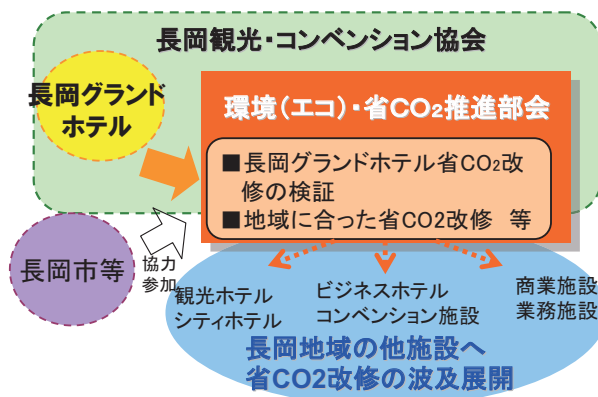 長岡観光・コンベンション協会
長岡グランド
ホテル
環境（エコ）・省CO₂推進部会
■長岡グランドホテル省CO₂改
修の検証
■地域に合った省CO2改修 等
長岡市等
協力
参加
観光ホテル
シティホテル
ビジネスホテル
コンベンション施設
商業施設
業務施設
長岡地域の他施設へ
省CO2改修の波及展開